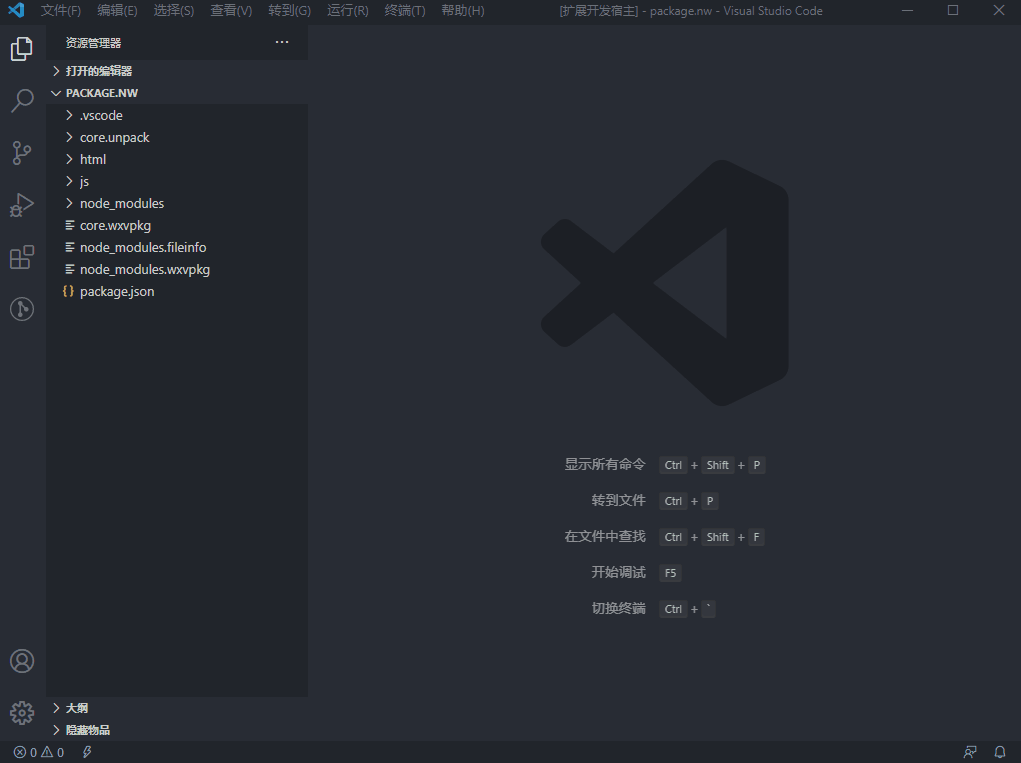 文件(F) 编辑(E) 选择(S) 查看(V) 转到(G) 运行(R) 终端(T) 帮助(H) [扩展开发宿主] - package.nw - Visual Studio Code
资源管理器 ···
打开的编辑器
PACKAGE.NW
.vscode
core.unpack
html
js
node_modules
core.wxvpkg
node_modules.fileinfo
node_modules.wxvpkg
{} package.json
显示所有命令 Ctrl + Shift + P
转到文件 Ctrl + P
在文件中查找 Ctrl + Shift + F
开始调试 F5
切换终端 Ctrl + `
大纲
隐藏物品
0 0